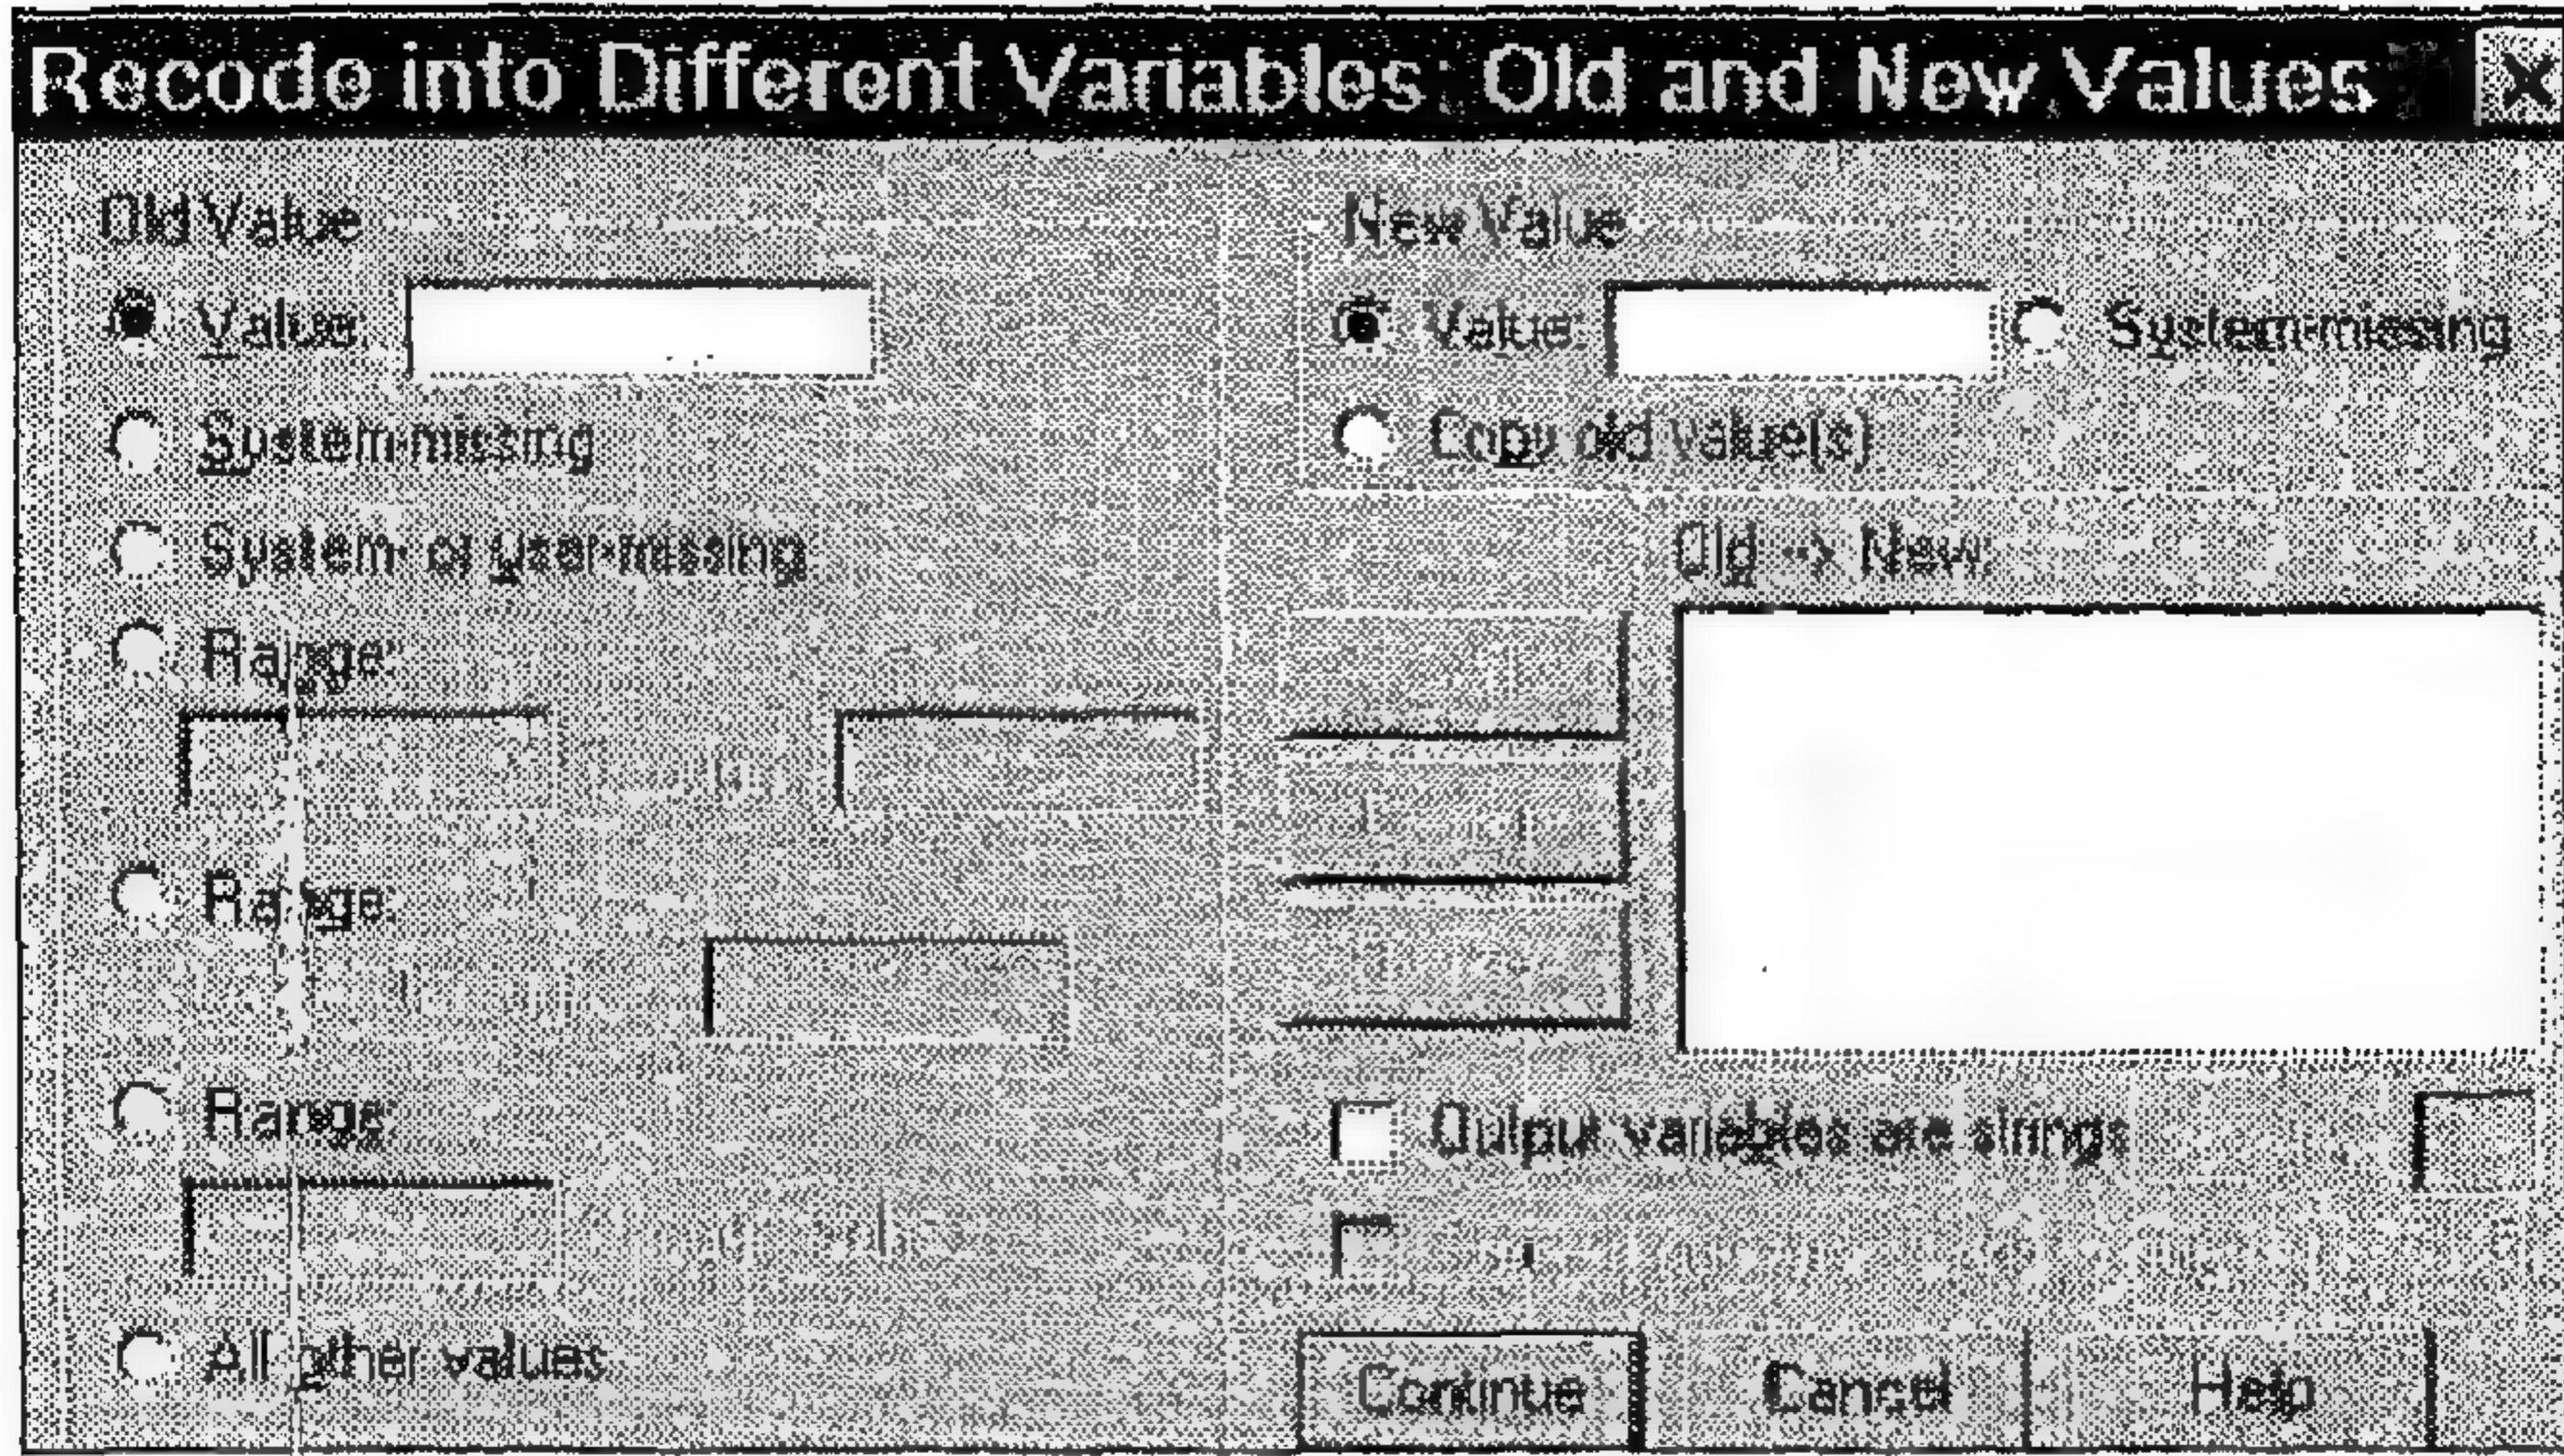 Recode into Different Variables: Old and New Values
Old Value
Value:
System-missing
System- or user-missing
Range:
Range:
Range:
All other values
New Value
Value:
System-missing
Copy old value(s)
Old --> New:
Output variables are strings
Continue
Cancel
Help